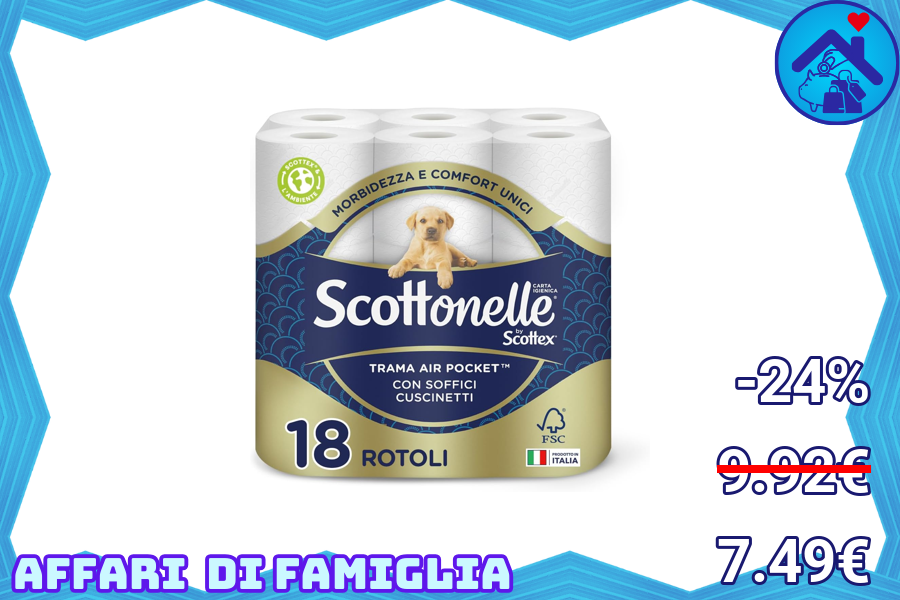 SCOTTEX® &
L'AMBIENTE
MORBIDEZZA E COMFORT UNICI
Scottonelle®
CARTA
IGIENICA
by
Scottex®
TRAMA AIR POCKET™
CON SOFFICI
CUSCINETTI
18 ROTOLI
FSC®
PRODOTTO IN
ITALIA
-24%
9.92€
7.49€
AFFARI DI FAMIGLIA